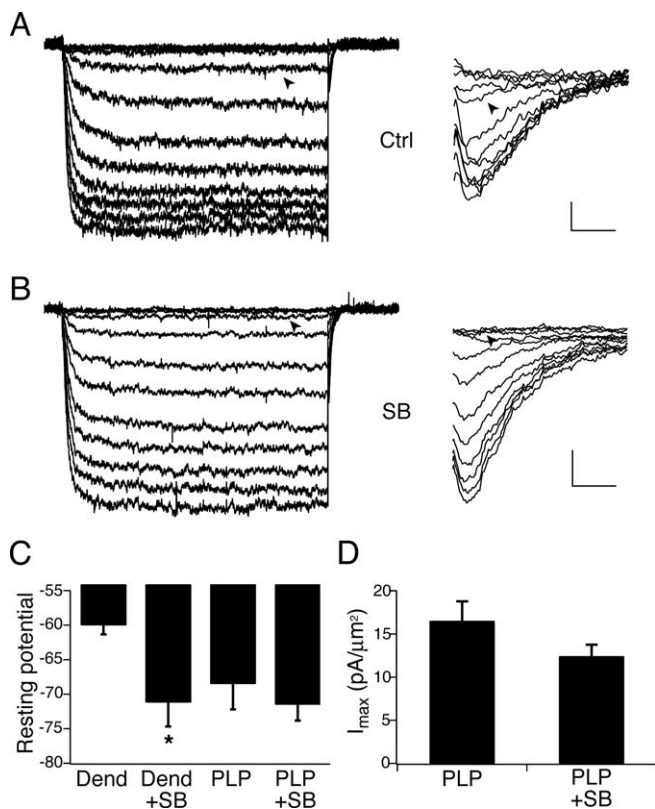 A
Ctrl
B
SB
C
Resting potential
-55
-60
-65
-70
-75
-80
*
Dend
Dend
+SB
PLP
PLP
+SB
D
Imax (pA/µm²)
20
15
10
5
0
PLP
PLP
+SB